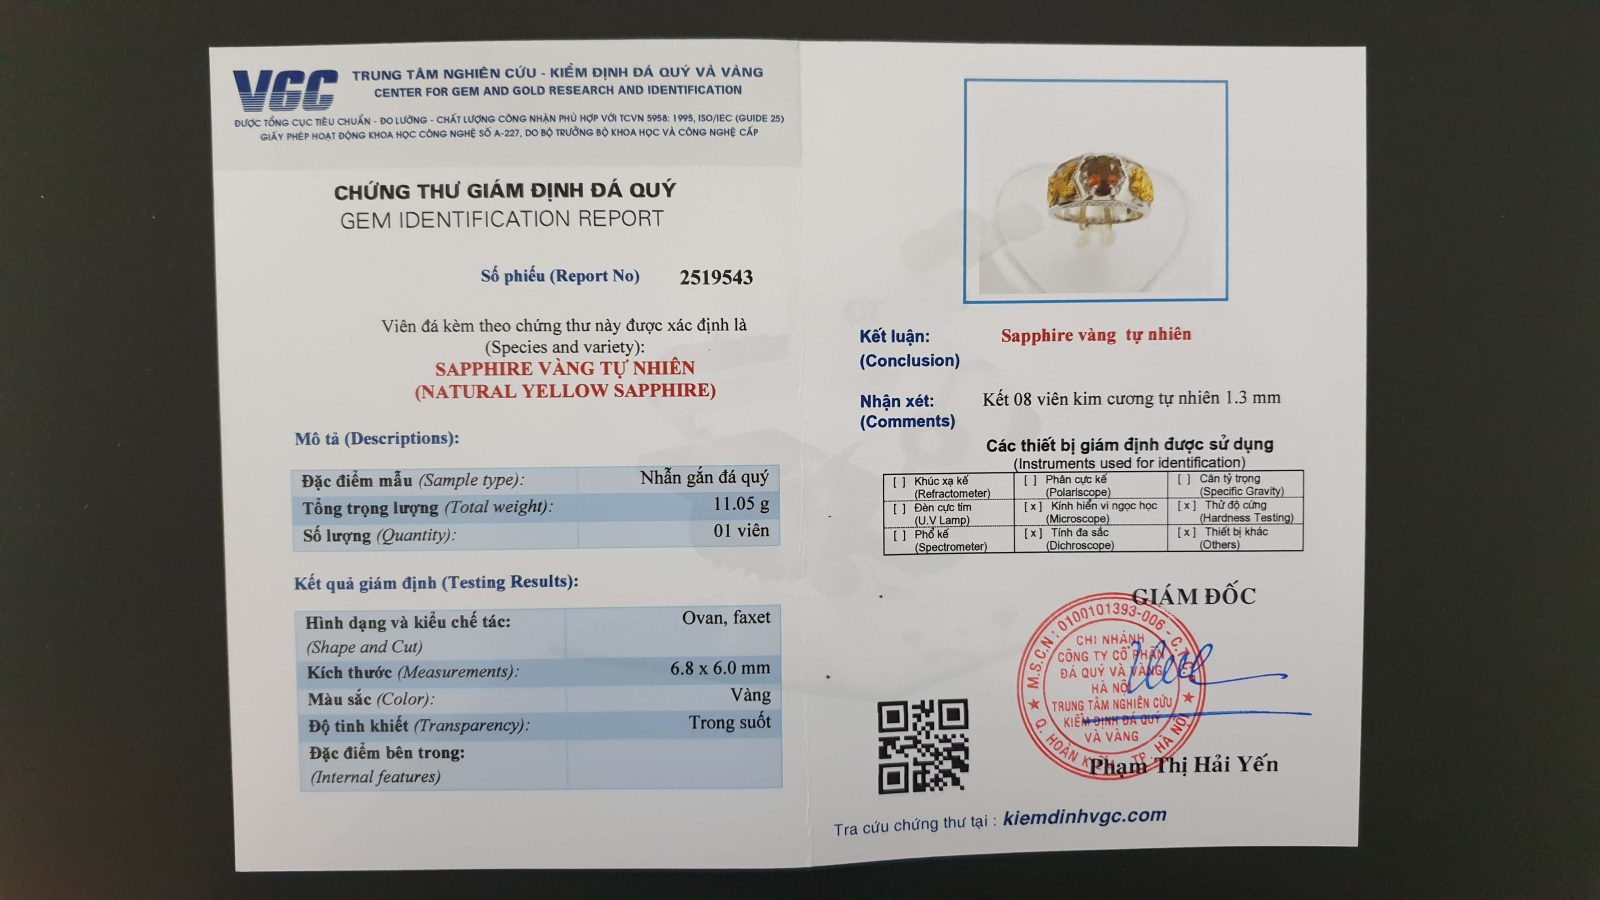 VGC
TRUNG TÂM NGHIÊN CỨU - KIỂM ĐỊNH ĐÁ QUÝ VÀ VÀNG
CENTER FOR GEM AND GOLD RESEARCH AND IDENTIFICATION
ĐƯỢC TỔNG CỤC TIÊU CHUẨN - ĐO LƯỜNG - CHẤT LƯỢNG CÔNG NHẬN PHÙ HỢP VỚI TCVN 5958: 1995, ISO/IEC (GUIDE 25)
GIẤY PHÉP HOẠT ĐỘNG KHOA HỌC CÔNG NGHỆ SỐ A-227, DO BỘ TRƯỞNG BỘ KHOA HỌC VÀ CÔNG NGHỆ CẤP
CHỨNG THƯ GIÁM ĐỊNH ĐÁ QUÝ
GEM IDENTIFICATION REPORT
Số phiếu (Report No) 2519543
Viên đá kèm theo chứng thư này được xác định là
(Species and variety):
SAPPHIRE VÀNG TỰ NHIÊN
(NATURAL YELLOW SAPPHIRE)
Mô tả (Descriptions):
Đặc điểm mẫu (Sample type): Nhẫn gắn đá quý
Tổng trọng lượng (Total weight): 11.05 g
Số lượng (Quantity): 01 viên
Kết quả giám định (Testing Results):
Hình dạng và kiểu chế tác: Ovan, faxet
(Shape and Cut)
Kích thước (Measurements): 6.8 x 6.0 mm
Màu sắc (Color): Vàng
Độ tinh khiết (Transparency): Trong suốt
Đặc điểm bên trong:
(Internal features)
Kết luận: Sapphire vàng tự nhiên
(Conclusion)
Nhận xét: Kết 08 viên kim cương tự nhiên 1.3 mm
(Comments)
Các thiết bị giám định được sử dụng
(Instruments used for identification)
[ ] Khúc xạ kế [ ] Phân cực kế [ ] Cân tỷ trọng
(Refractometer) (Polariscope) (Specific Gravity)
[ ] Đèn cực tím [x] Kính hiển vi ngọc học [x] Thử độ cứng
(U.V Lamp) (Microscope) (Hardness Testing)
[ ] Phổ kế [x] Tính đa sắc [x] Thiết bị khác
(Spectrometer) (Dichroscope) (Others)
GIÁM ĐỐC
M.S.C.N: 0100101393-006 - C.T.C.P
CHI NHÁNH
CÔNG TY CỔ PHẦN
ĐÁ QUÝ VÀ VÀNG
HÀ NỘI
TRUNG TÂM NGHIÊN CỨU
KIỂM ĐỊNH ĐÁ QUÝ
VÀ VÀNG
Q. HOÀN KIẾM - TP. HÀ NỘI
Phạm Thị Hải Yến
Tra cứu chứng thư tại : kiemdinhvgc.com